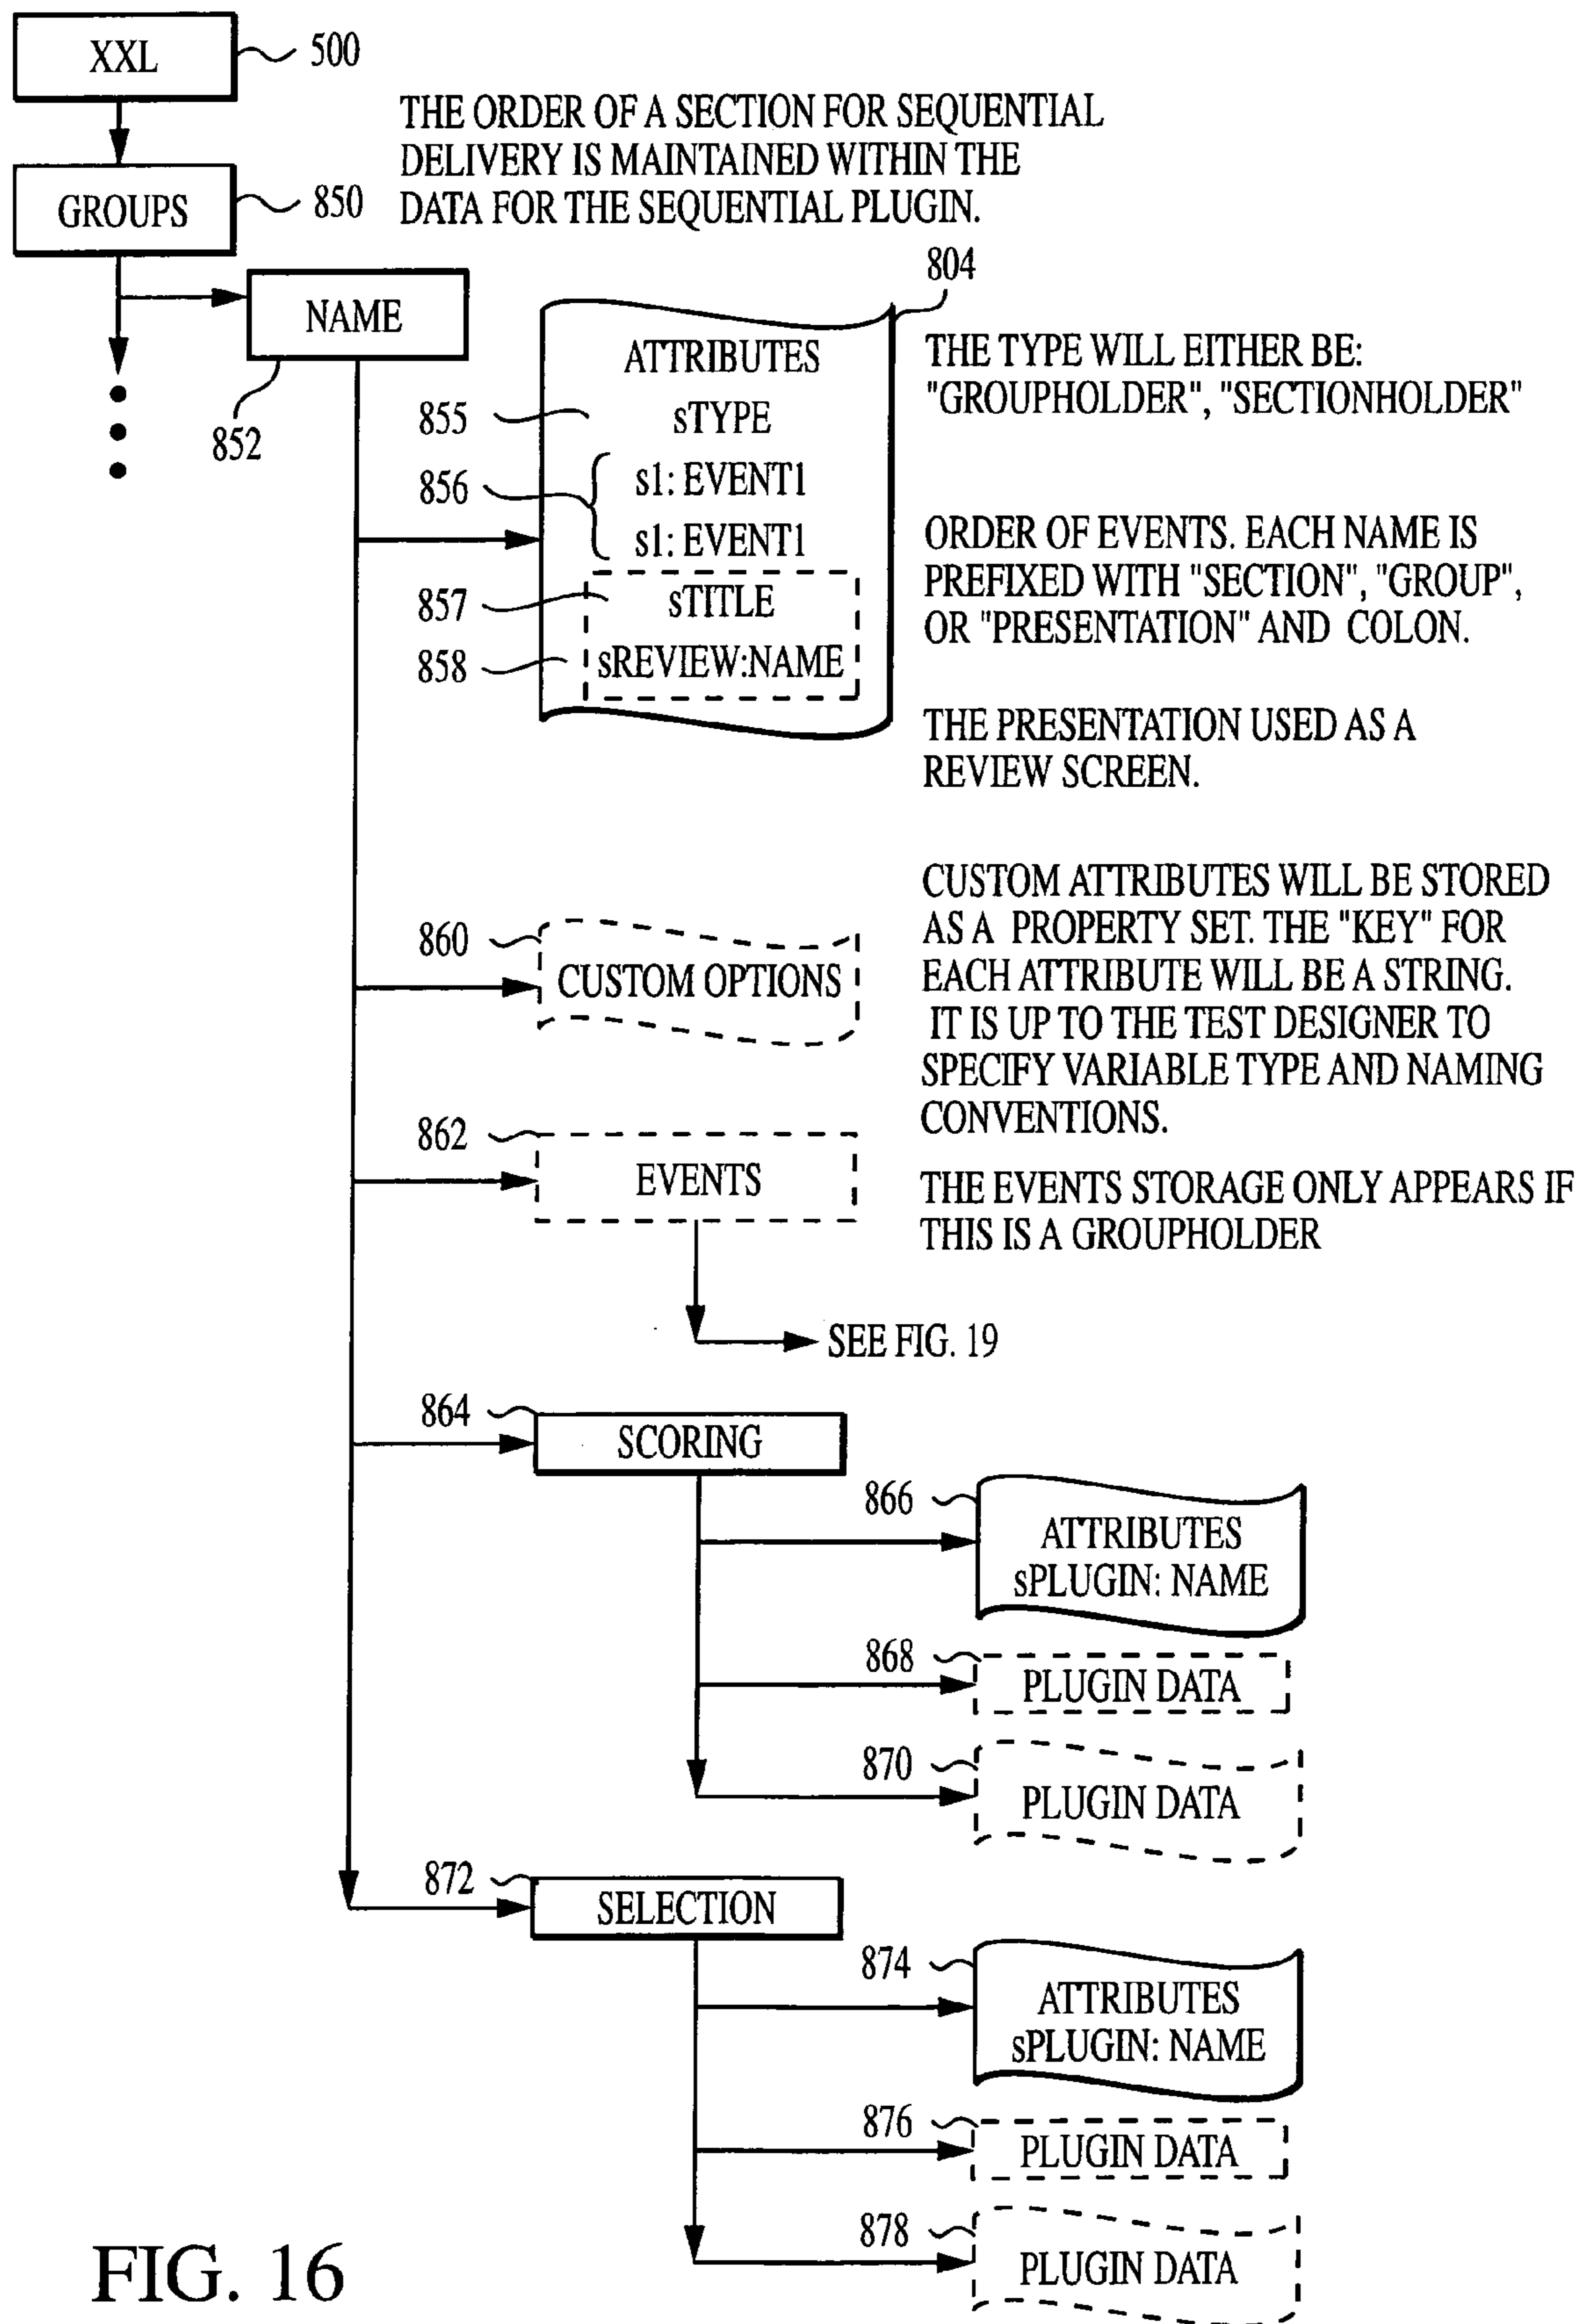 XXL
500
THE ORDER OF A SECTION FOR SEQUENTIAL
DELIVERY IS MAINTAINED WITHIN THE
DATA FOR THE SEQUENTIAL PLUGIN.
GROUPS
850
804
NAME
852
ATTRIBUTES
855
sTYPE
856
s1: EVENT1
s1: EVENT1
857
sTITLE
858
sREVIEW:NAME
THE TYPE WILL EITHER BE:
"GROUPHOLDER", "SECTIONHOLDER"
ORDER OF EVENTS. EACH NAME IS
PREFIXED WITH "SECTION", "GROUP",
OR "PRESENTATION" AND COLON.
THE PRESENTATION USED AS A
REVIEW SCREEN.
860
CUSTOM OPTIONS
CUSTOM ATTRIBUTES WILL BE STORED
AS A PROPERTY SET. THE "KEY" FOR
EACH ATTRIBUTE WILL BE A STRING.
IT IS UP TO THE TEST DESIGNER TO
SPECIFY VARIABLE TYPE AND NAMING
CONVENTIONS.
862
EVENTS
THE EVENTS STORAGE ONLY APPEARS IF
THIS IS A GROUPHOLDER
SEE FIG. 19
864
SCORING
866
ATTRIBUTES
sPLUGIN: NAME
868
PLUGIN DATA
870
PLUGIN DATA
872
SELECTION
874
ATTRIBUTES
sPLUGIN: NAME
876
PLUGIN DATA
878
PLUGIN DATA
FIG. 16